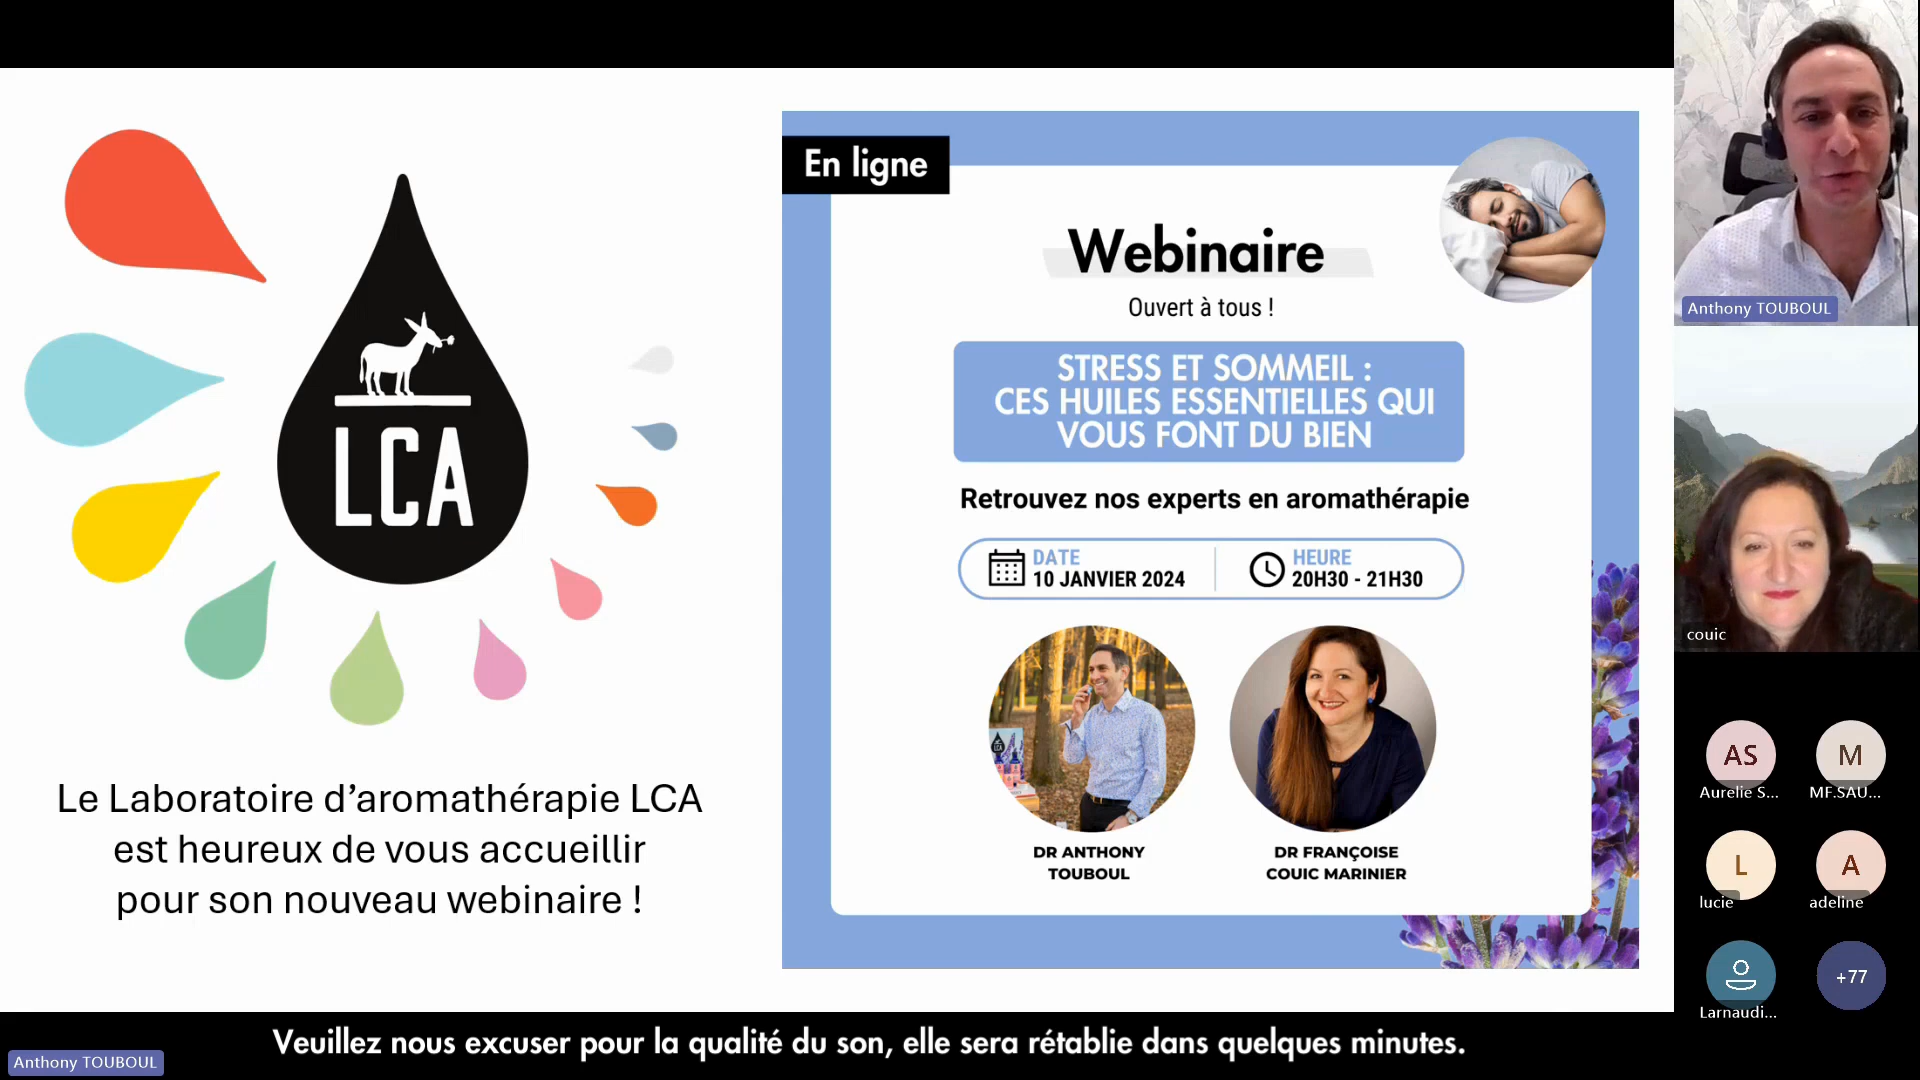 LCA
Le Laboratoire d’aromathérapie LCA
est heureux de vous accueillir
pour son nouveau webinaire !
En ligne
Webinaire
Ouvert à tous !
STRESS ET SOMMEIL :
CES HUILES ESSENTIELLES QUI
VOUS FONT DU BIEN
Retrouvez nos experts en aromathérapie
DATE
10 JANVIER 2024
HEURE
20H30 - 21H30
DR ANTHONY
TOUBOUL
DR FRANÇOISE
COUIC MARINIER
Anthony TOUBOUL
couic
AS
Aurelie S...
M
MF.SAU...
L
lucie
A
adeline
Larnaudi...
+77
Veuillez nous excuser pour la qualité du son, elle sera rétablie dans quelques minutes.
Anthony TOUBOUL